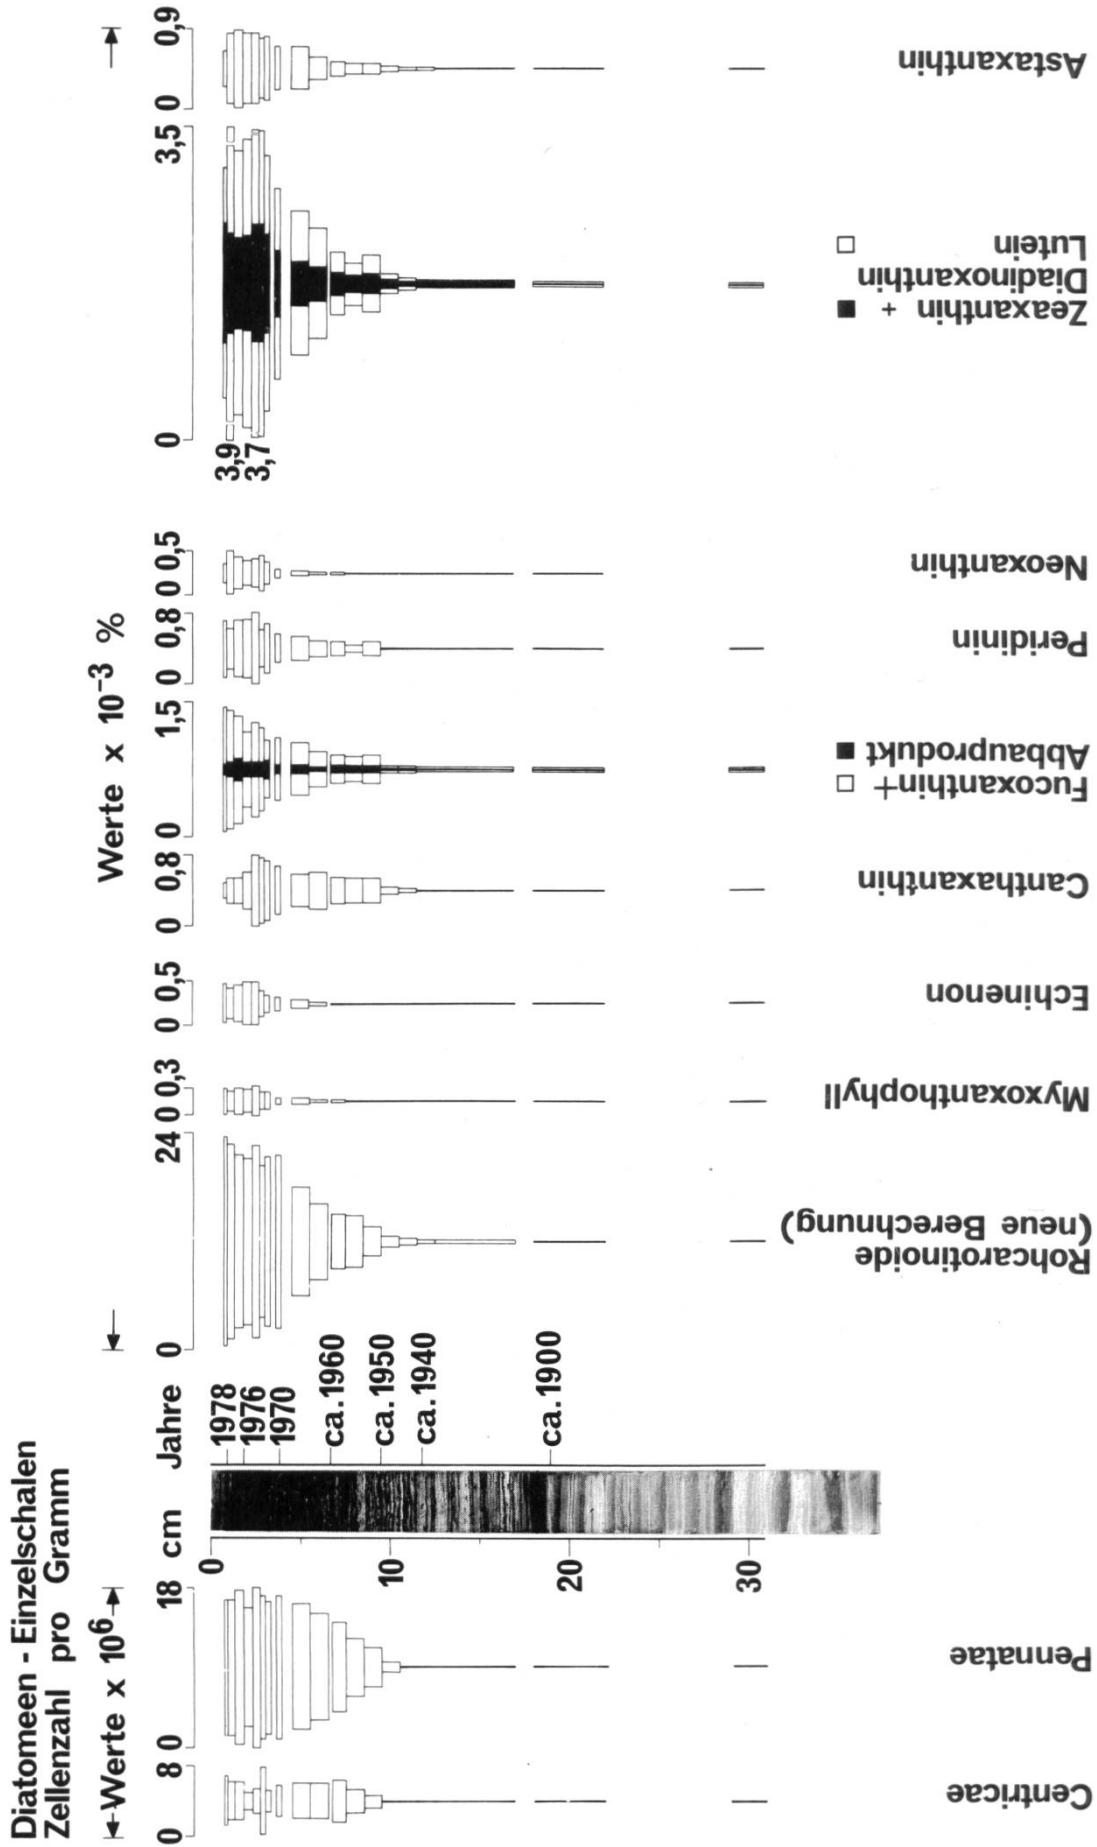 Diatomeen - Einzelschalen
Zellenzahl pro Gramm
Werte x 10⁶
0 8
0 18
cm
0
10
20
30
Jahre
1978
1976
1970
ca. 1960
ca. 1950
ca. 1940
ca. 1900
Werte x 10⁻³ %
0 24
0 0,3
0 0,5
0 0,8
0 1,5
0 0,8
0 0,5
0 3,5
3,9
3,7
0 0,9
Centricae
Pennatae
Rohcarotinoide
(neue Berechnung)
Myxoxanthophyll
Echinenon
Canthaxanthin
Fucoxanthin+
Abbauprodukt
Peridinin
Neoxanthin
Zeaxanthin +
Diadinoxanthin
Lutein
Astaxanthin